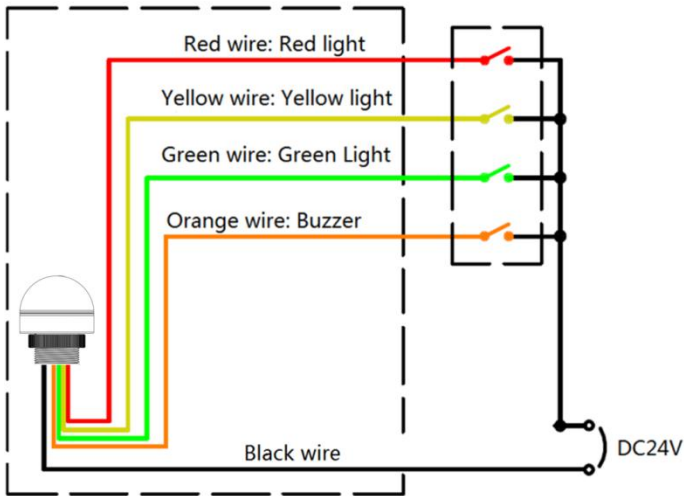 Red wire: Red light
Yellow wire: Yellow light
Green wire: Green Light
Orange wire: Buzzer
Black wire
DC24V